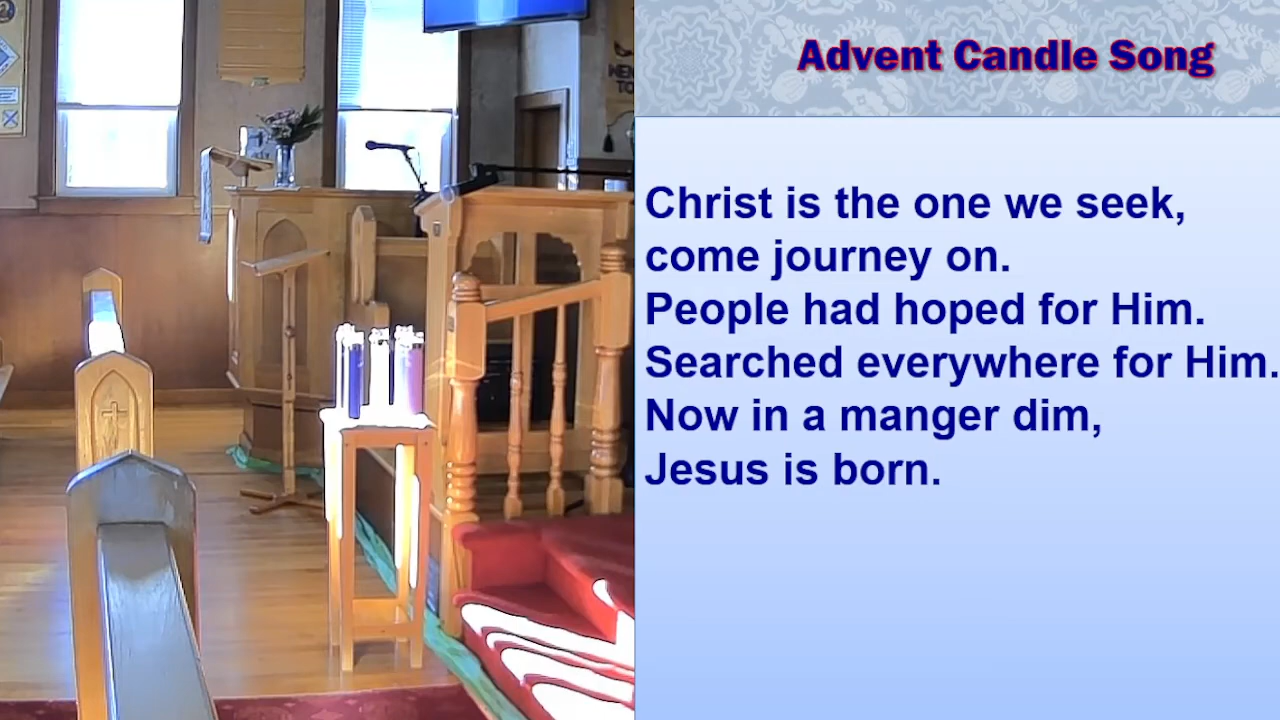 Advent Candle Song
Christ is the one we seek,
come journey on.
People had hoped for Him.
Searched everywhere for Him.
Now in a manger dim,
Jesus is born.